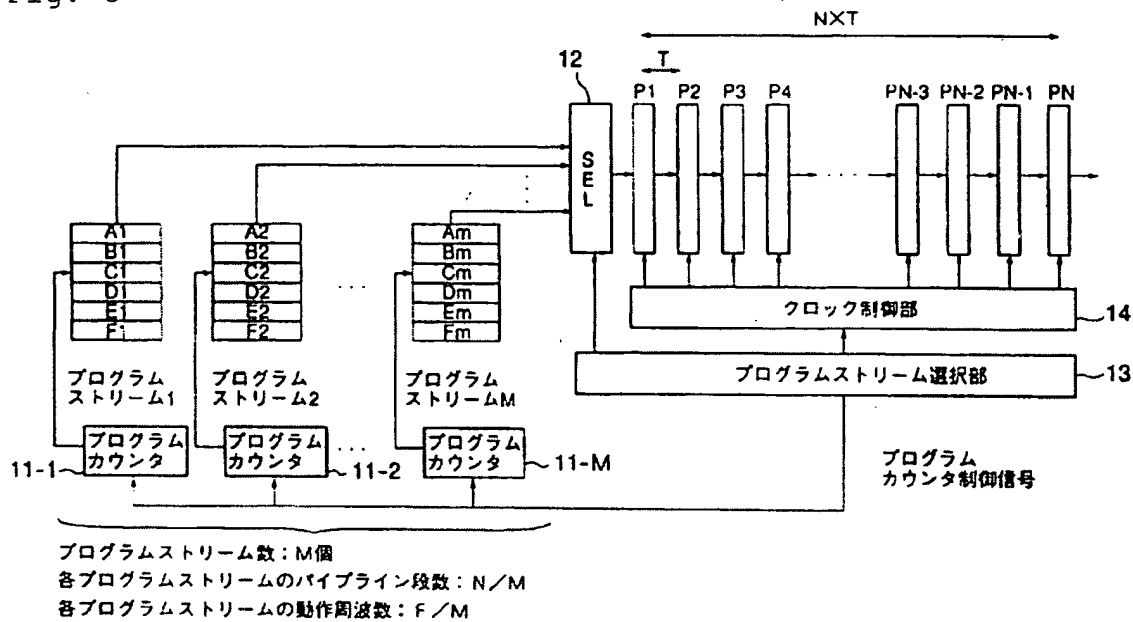 N×T
T
12
P1 P2 P3 P4 PN-3 PN-2 PN-1 PN
SEL
A1
B1
C1
D1
E1
F1
A2
B2
C2
D2
E2
F2
Am
Bm
Cm
Dm
Em
Fm
クロック制御部
14
プログラムストリーム選択部
13
プログラム
ストリーム1
プログラム
ストリーム2
プログラム
ストリームM
プログラム
カウンタ
11-1
プログラム
カウンタ
11-2
プログラム
カウンタ
11-M
プログラム
カウンタ制御信号
プログラムストリーム数：M個
各プログラムストリームのパイプライン段数：N／M
各プログラムストリームの動作周波数：F／M